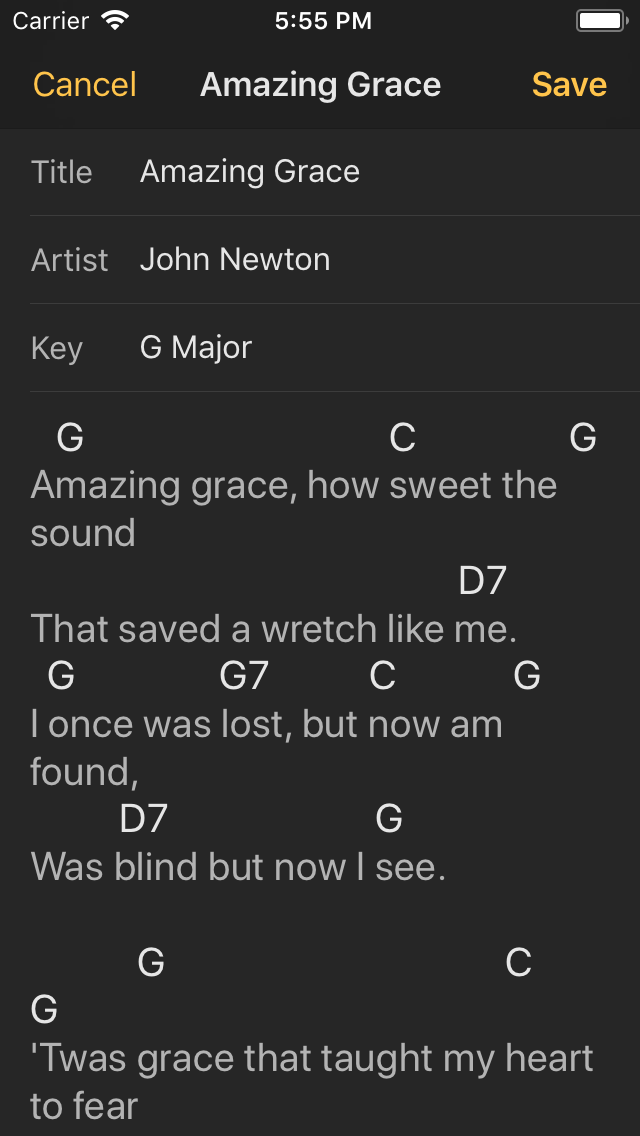 Carrier 5:55 PM
Cancel Amazing Grace Save
Title Amazing Grace
Artist John Newton
Key G Major
G C G
Amazing grace, how sweet the
sound
D7
That saved a wretch like me.
G G7 C G
I once was lost, but now am
found,
D7 G
Was blind but now I see.
G C
G
'Twas grace that taught my heart
to fear